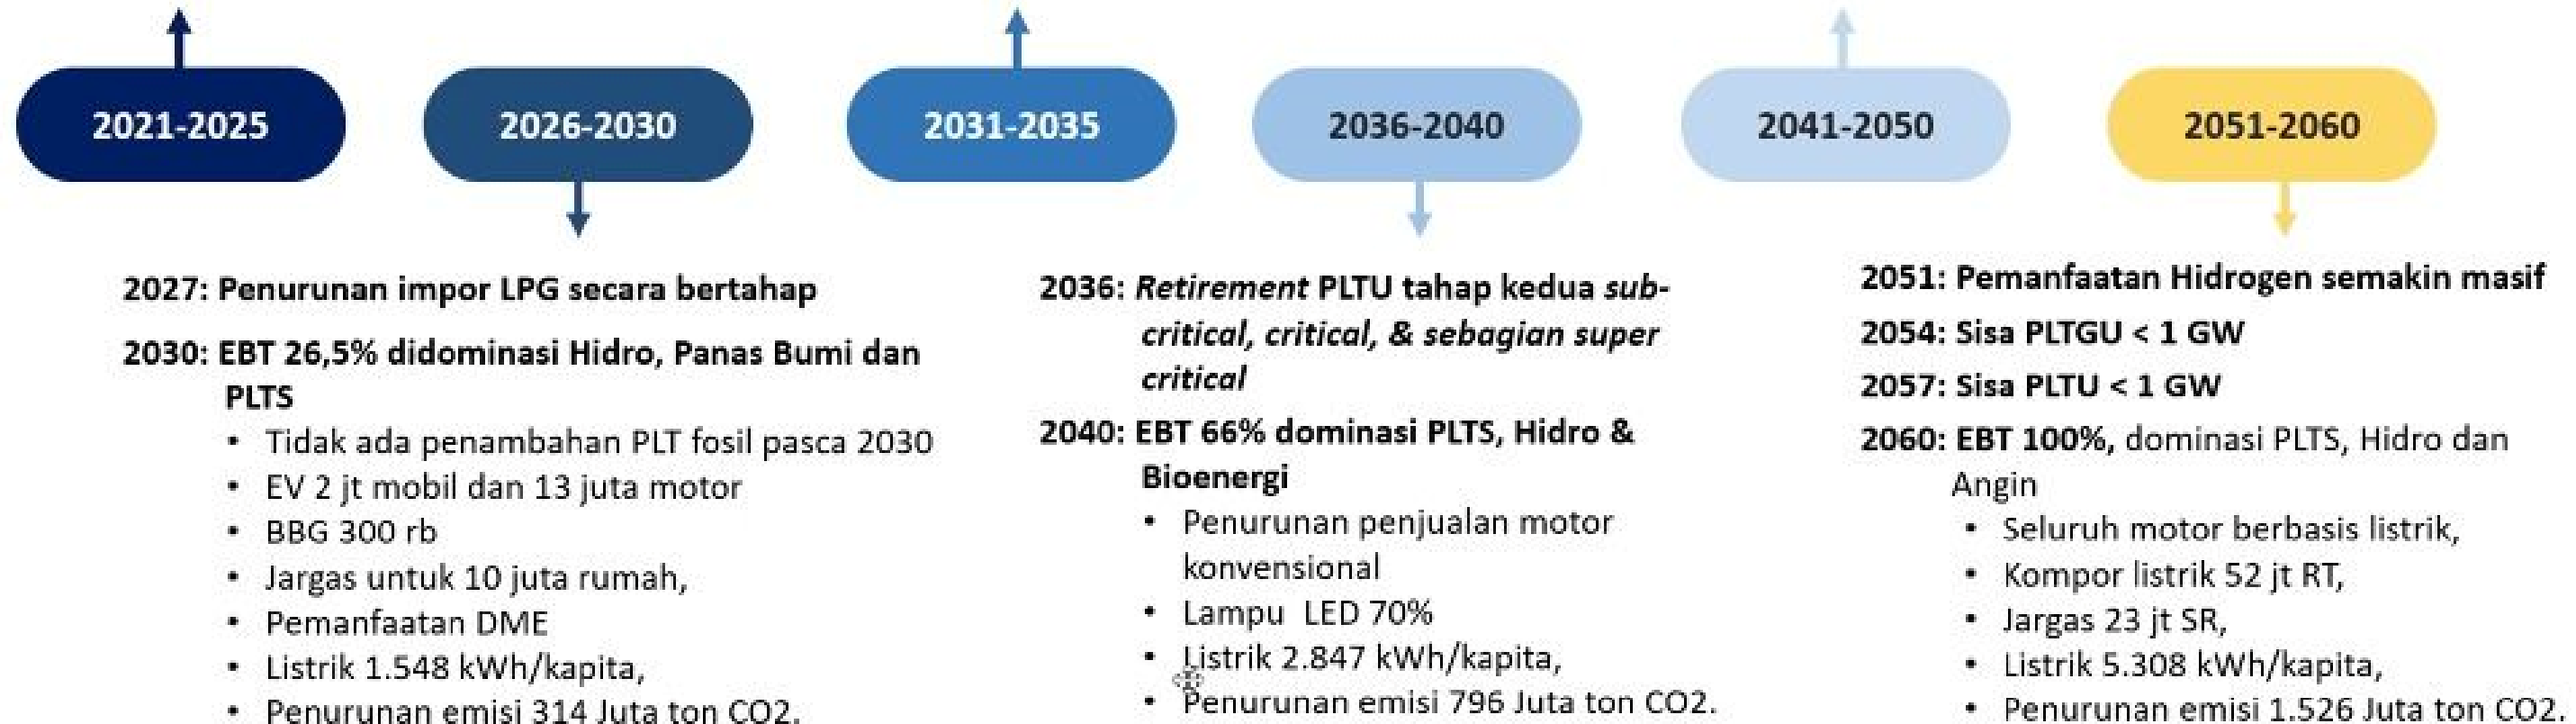 2021-2025
2026-2030
2031-2035
2036-2040
2041-2050
2051-2060
2027: Penurunan impor LPG secara bertahap
2030: EBT 26,5% didominasi Hidro, Panas Bumi dan
PLTS
• Tidak ada penambahan PLT fosil pasca 2030
• EV 2 jt mobil dan 13 juta motor
• BBG 300 rb
• Jargas untuk 10 juta rumah,
• Pemanfaatan DME
• Listrik 1.548 kWh/kapita,
• Penurunan emisi 314 Juta ton CO2.
2036: Retirement PLTU tahap kedua sub-
critical, critical, & sebagian super
critical
2040: EBT 66% dominasi PLTS, Hidro &
Bioenergi
• Penurunan penjualan motor
konvensional
• Lampu LED 70%
• Listrik 2.847 kWh/kapita,
• Penurunan emisi 796 Juta ton CO2.
2051: Pemanfaatan Hidrogen semakin masif
2054: Sisa PLTGU < 1 GW
2057: Sisa PLTU < 1 GW
2060: EBT 100%, dominasi PLTS, Hidro dan
Angin
• Seluruh motor berbasis listrik,
• Kompor listrik 52 jt RT,
• Jargas 23 jt SR,
• Listrik 5.308 kWh/kapita,
• Penurunan emisi 1.526 Juta ton CO2.